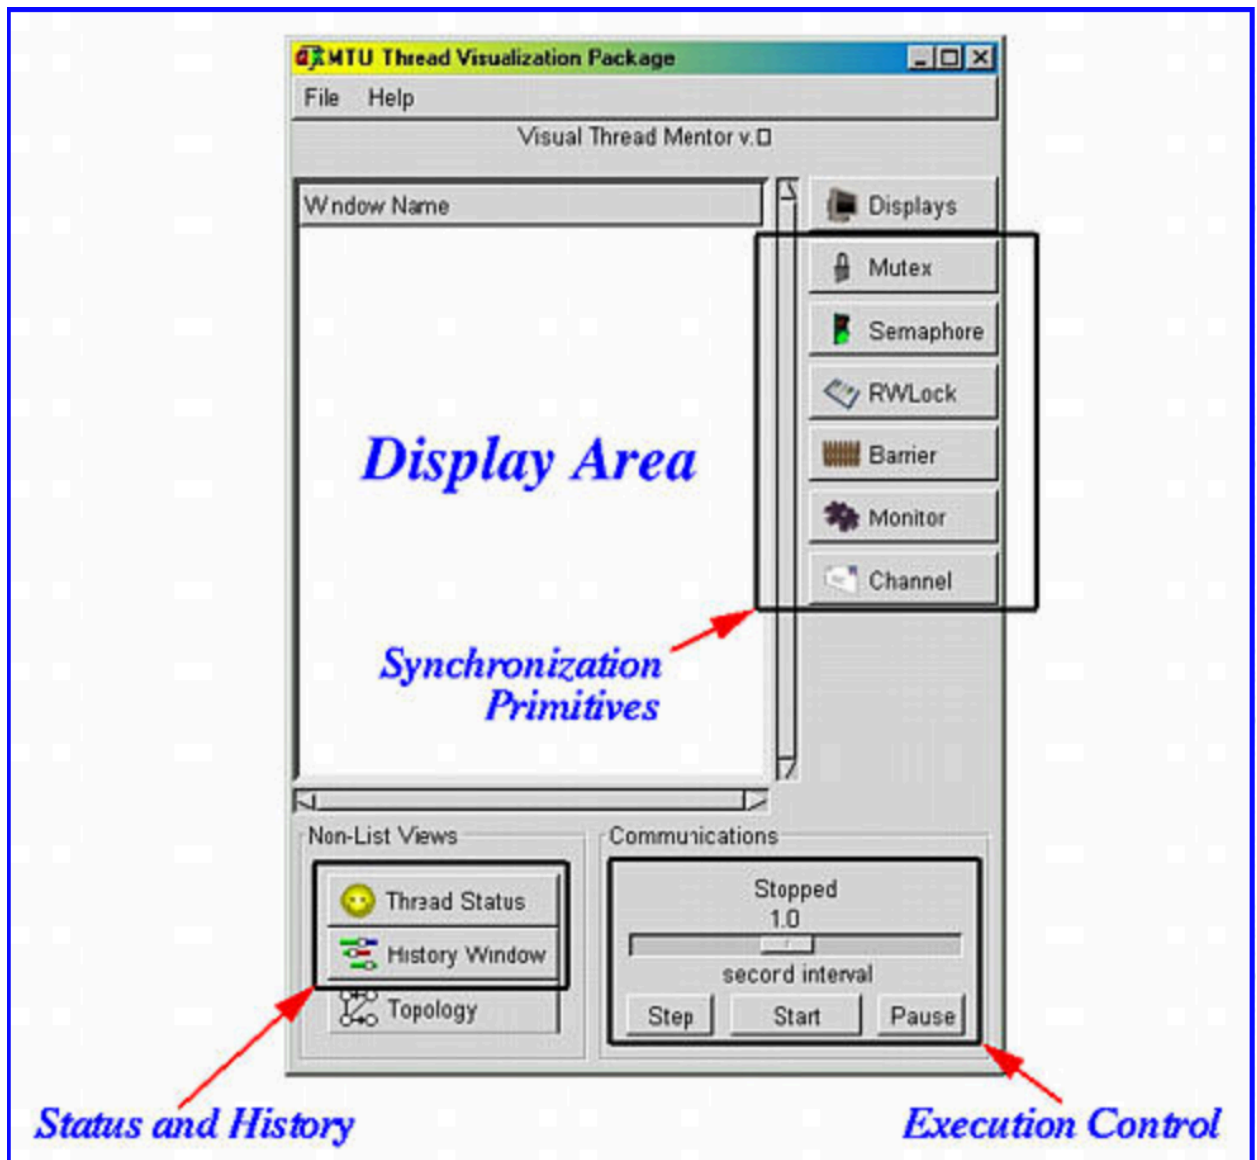 MTU Thread Visualization Package
File Help
Visual Thread Mentor v.
Window Name
Displays
Mutex
Semaphore
RWLock
Barrier
Monitor
Channel
Display Area
Synchronization
Primitives
Non-List Views
Thread Status
History Window
Topology
Communications
Stopped
1.0
second interval
Step Start Pause
Status and History
Execution Control